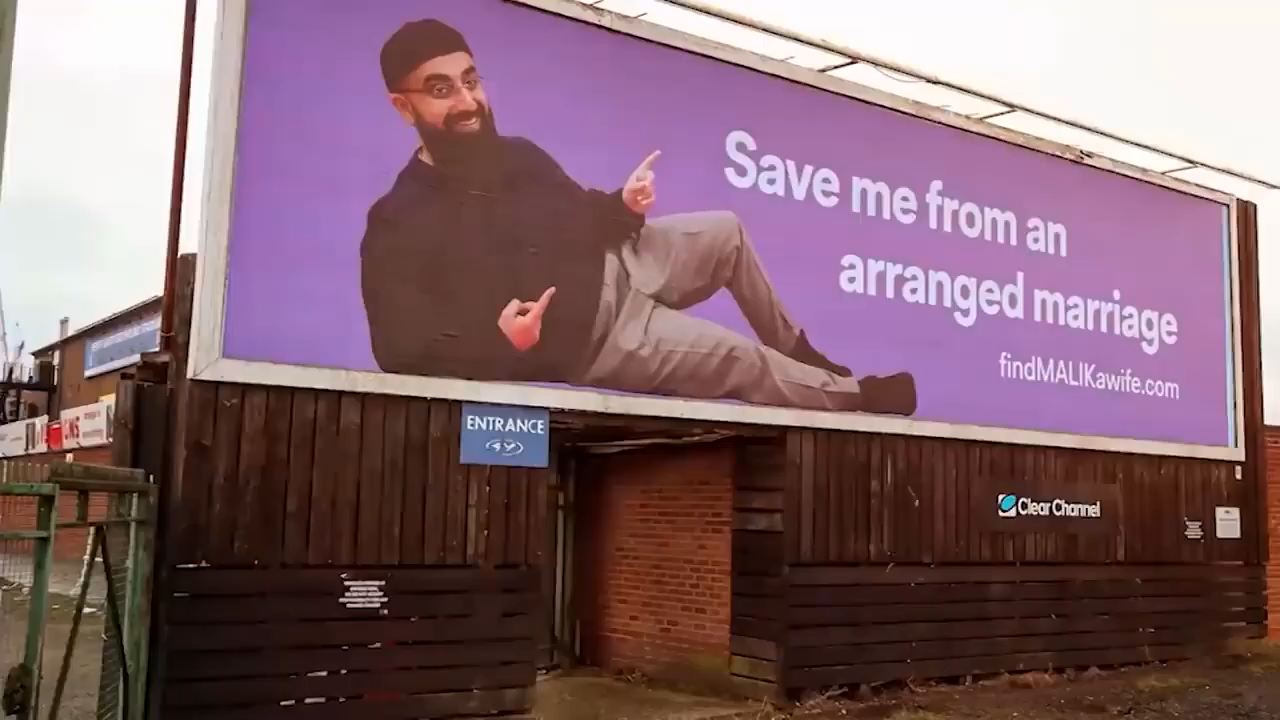 Save me from an
arranged marriage
findMALIKawife.com
ENTRANCE
Clear Channel